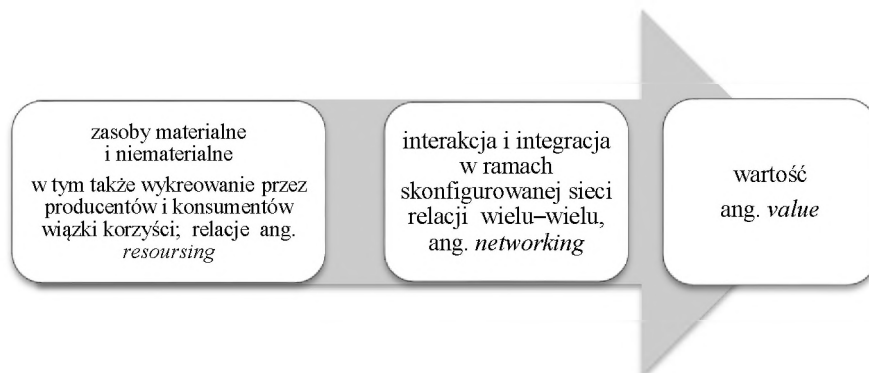 zasoby materialne
i niematerialne
w tym także wykreowanie przez
producentów i konsumentów
wiązki korzyści; relacje ang.
resoursing
interakcja i integracja
w ramach
skonfigurowanej sieci
relacji wielu–wielu,
ang. networking
wartość
ang. value